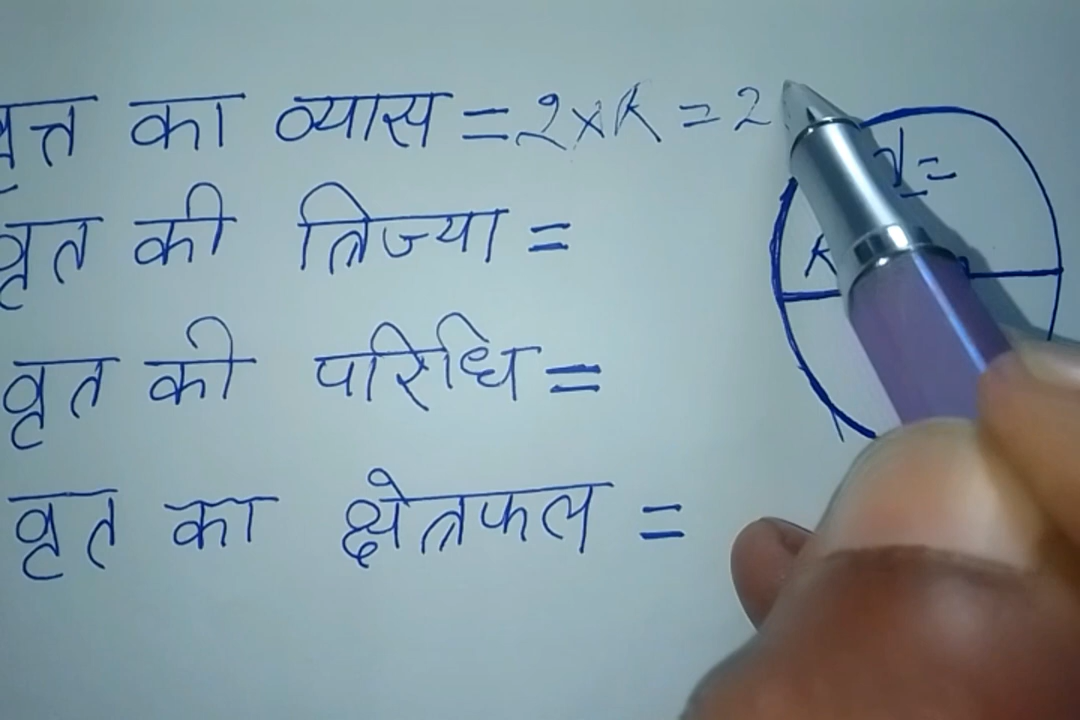 वृत्त का व्यास = 2 × r = 2
r =
r
वृत की त्रिज्या =
वृत की परिधि =
वृत का क्षेत्रफल =